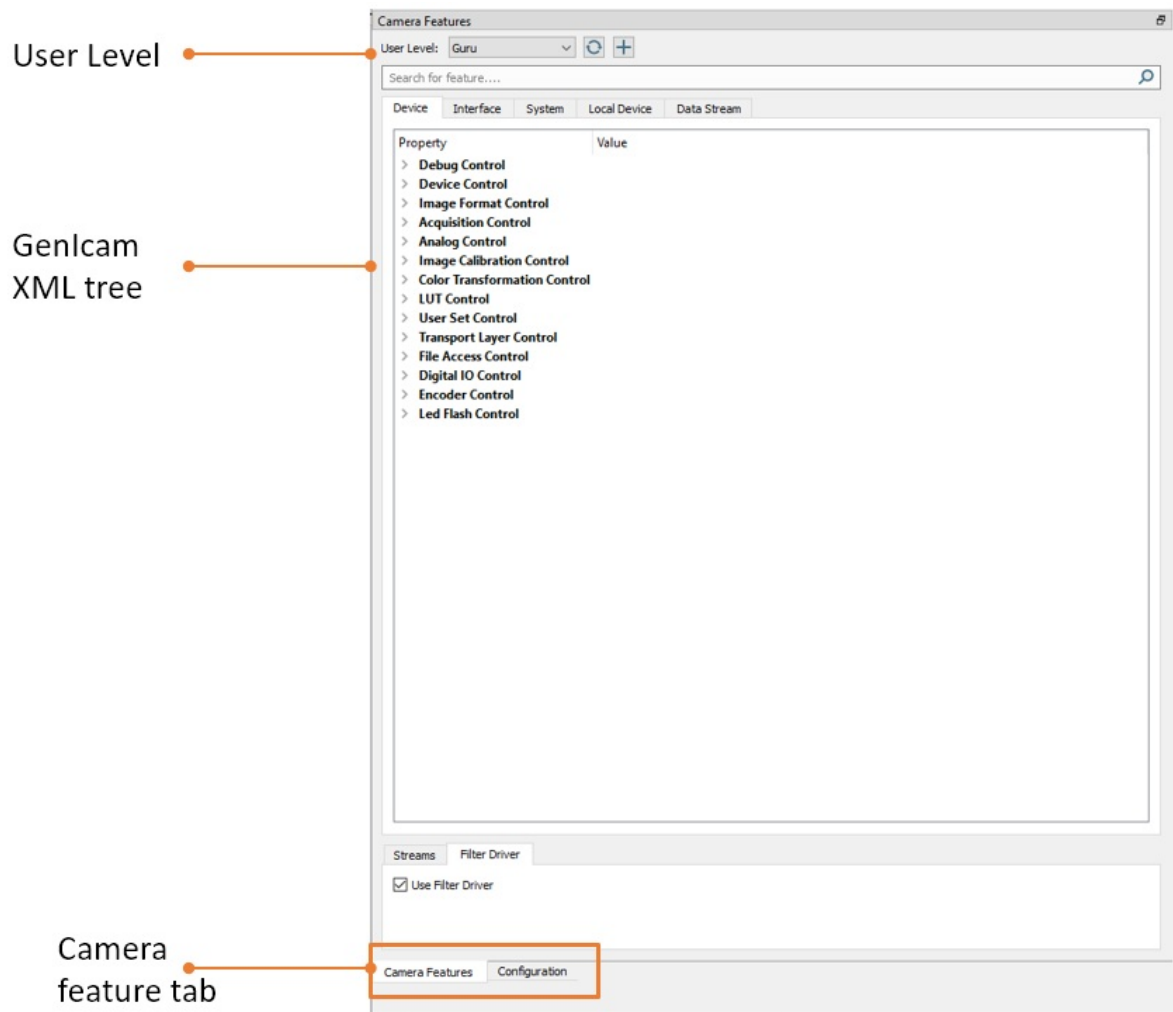 Camera Features
User Level
User Level: Guru
Search for feature....
Device Interface System Local Device Data Stream
Property Value
Debug Control
Device Control
Image Format Control
Acquisition Control
Analog Control
GenIcam
XML tree
Image Calibration Control
Color Transformation Control
LUT Control
User Set Control
Transport Layer Control
File Access Control
Digital IO Control
Encoder Control
Led Flash Control
Streams Filter Driver
Use Filter Driver
Camera
feature tab
Camera Features Configuration